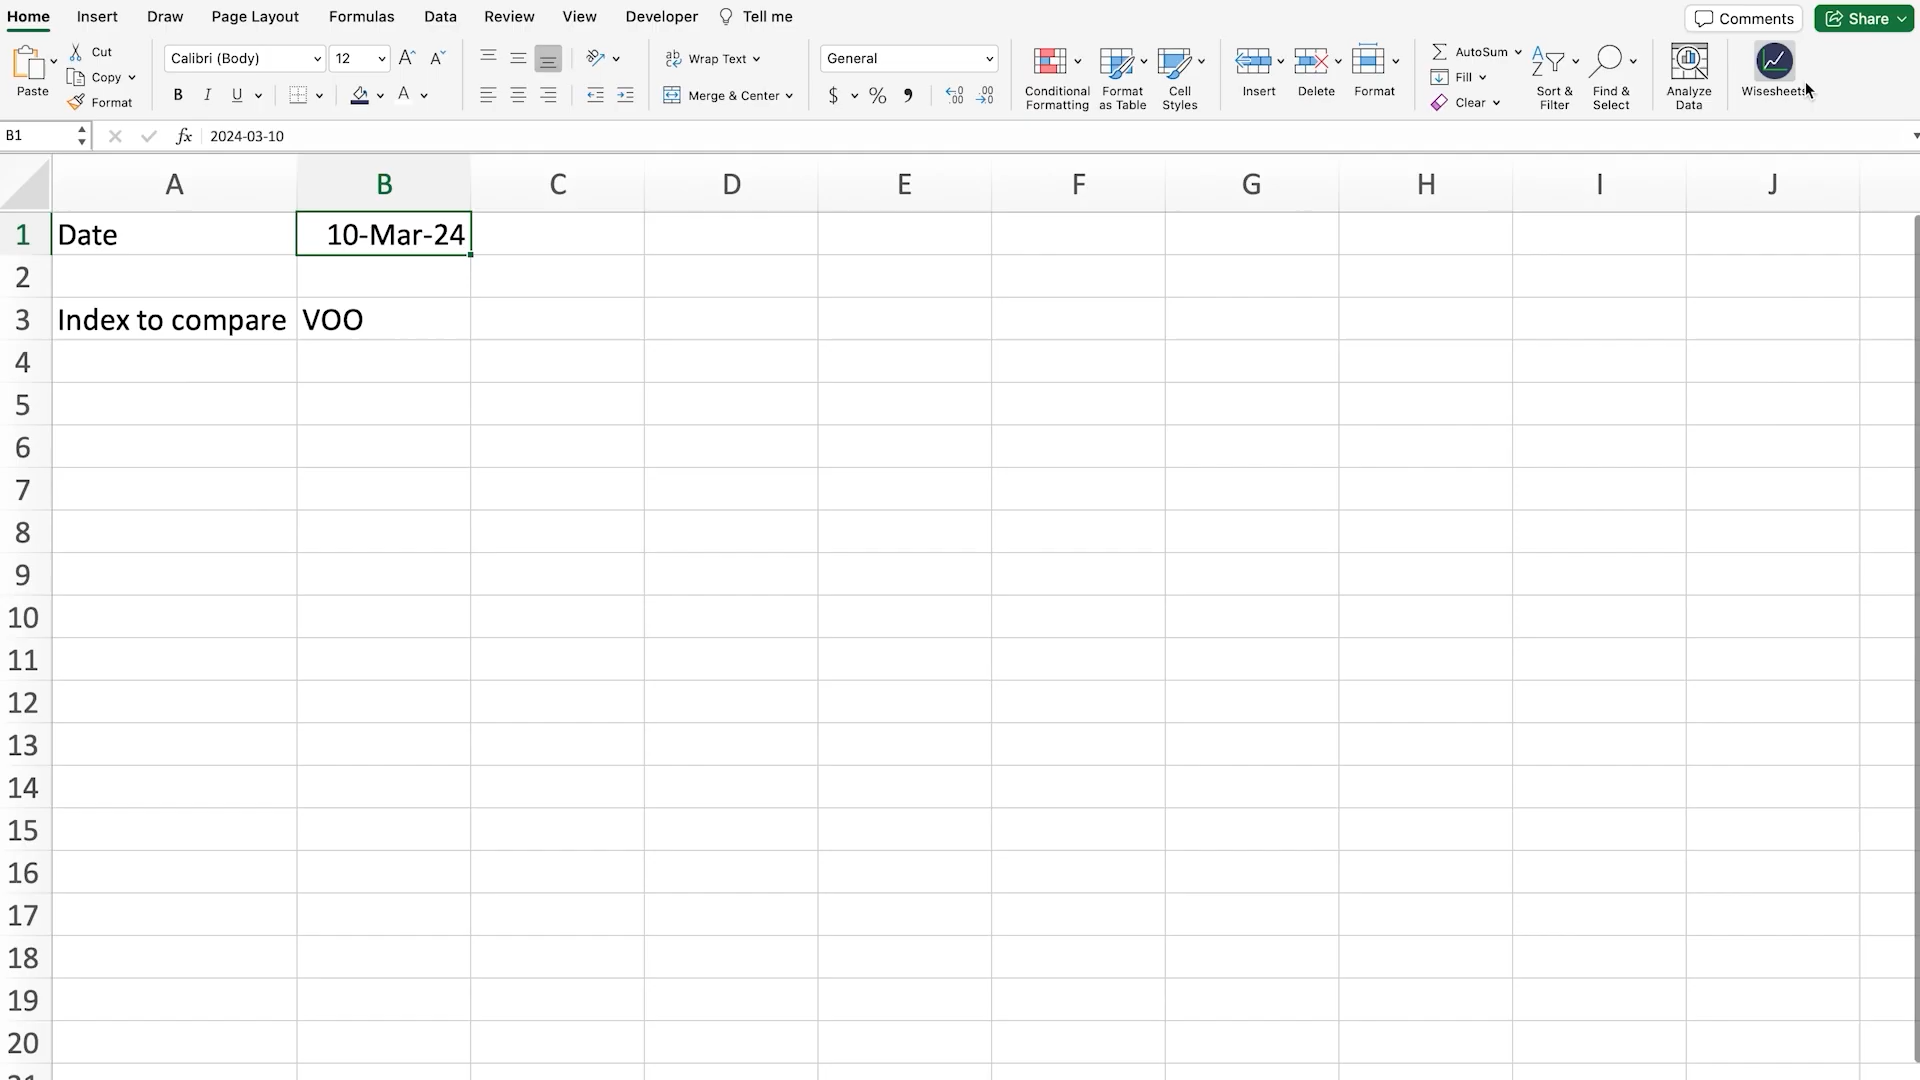 Home Insert Draw Page Layout Formulas Data Review View Developer Tell me Comments Share
Paste Cut Copy Format
Calibri (Body) 12 A A
B I U A
Wrap Text
Merge & Center
General
$ % ,
Conditional Formatting
Format as Table
Cell Styles
Insert Delete Format
AutoSum
Fill
Clear
Sort & Filter
Find & Select
Analyze Data
Wisesheets
B1 fx 2024-03-10
A B C D E F G H I J
1 Date 10-Mar-24
2
3 Index to compare VOO
4
5
6
7
8
9
10
11
12
13
14
15
16
17
18
19
20